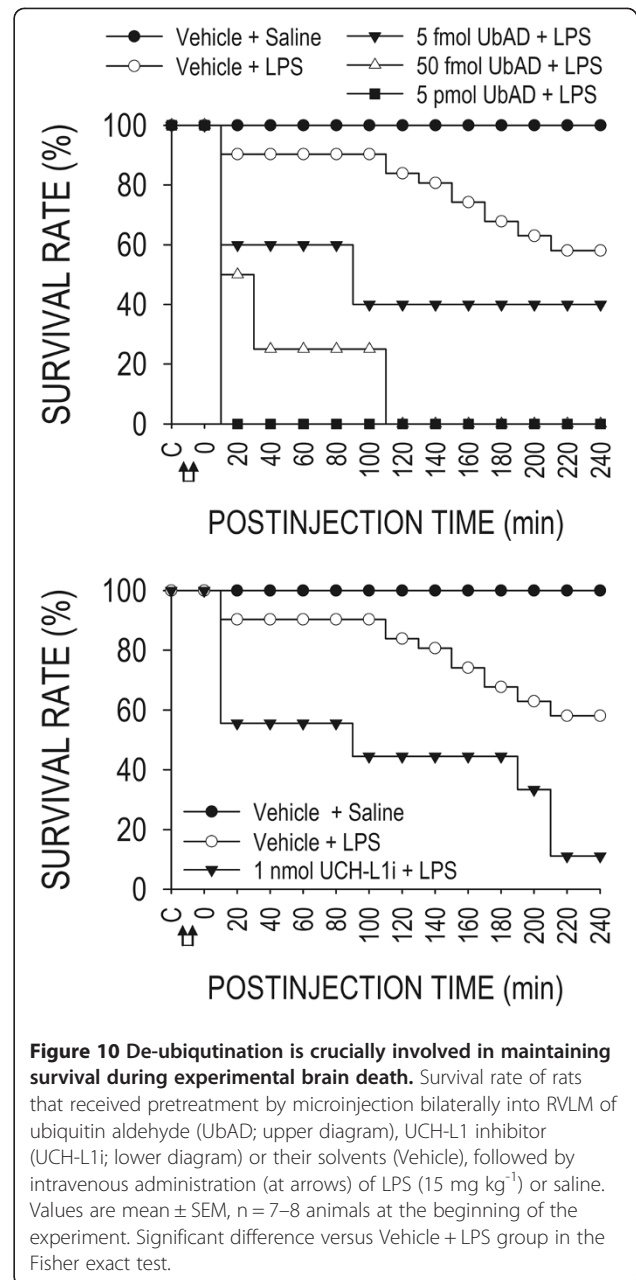 Vehicle + Saline
Vehicle + LPS
5 fmol UbAD + LPS
50 fmol UbAD + LPS
5 pmol UbAD + LPS
SURVIVAL RATE (%)
100
80
60
40
20
0
C 0 20 40 60 80 100 120 140 160 180 200 220 240
POSTINJECTION TIME (min)
SURVIVAL RATE (%)
100
80
60
40
20
0
Vehicle + Saline
Vehicle + LPS
1 nmol UCH-L1i + LPS
C 0 20 40 60 80 100 120 140 160 180 200 220 240
POSTINJECTION TIME (min)
Figure 10 De-ubiqutination is crucially involved in maintaining
survival during experimental brain death. Survival rate of rats
that received pretreatment by microinjection bilaterally into RVLM of
ubiquitin aldehyde (UbAD; upper diagram), UCH-L1 inhibitor
(UCH-L1i; lower diagram) or their solvents (Vehicle), followed by
intravenous administration (at arrows) of LPS (15 mg kg⁻¹) or saline.
Values are mean ± SEM, n = 7–8 animals at the beginning of the
experiment. Significant difference versus Vehicle + LPS group in the
Fisher exact test.